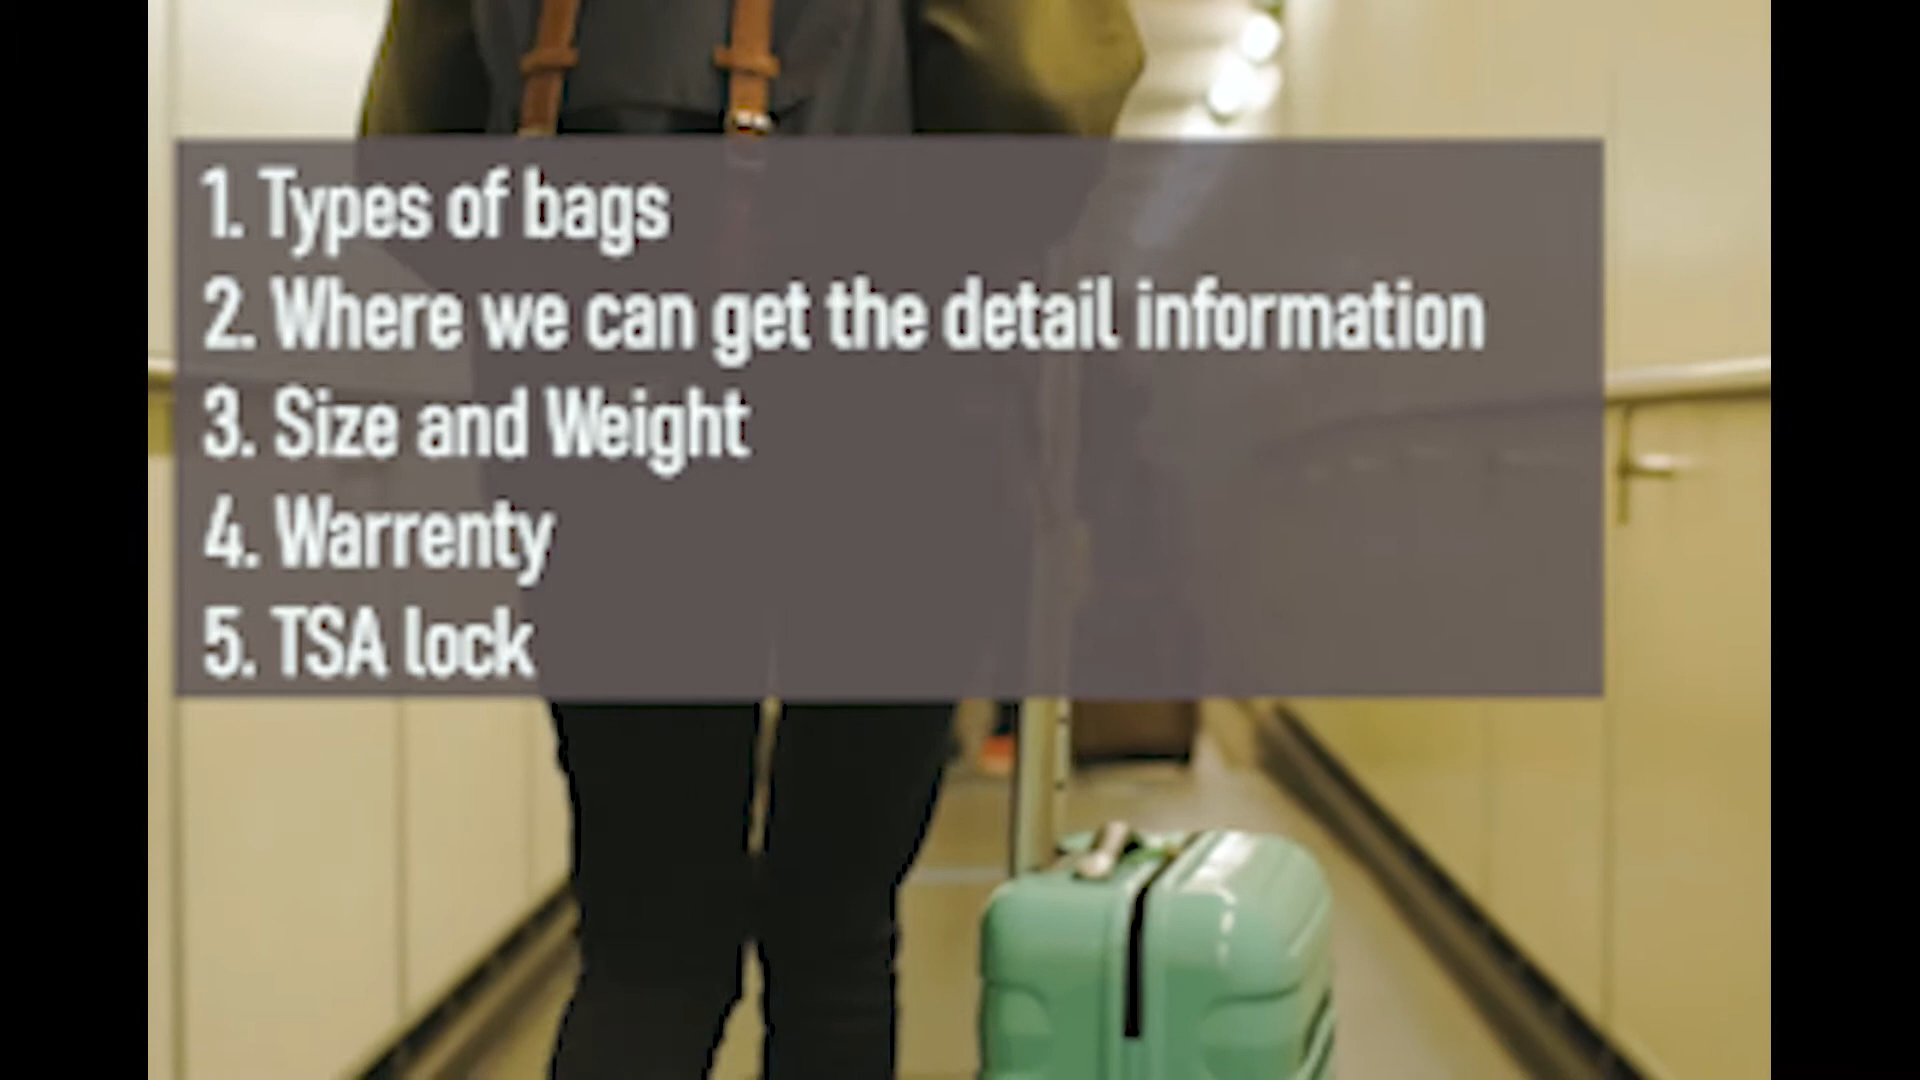 1. Types of bags
2. Where we can get the detail information
3. Size and Weight
4. Warrenty
5. TSA lock